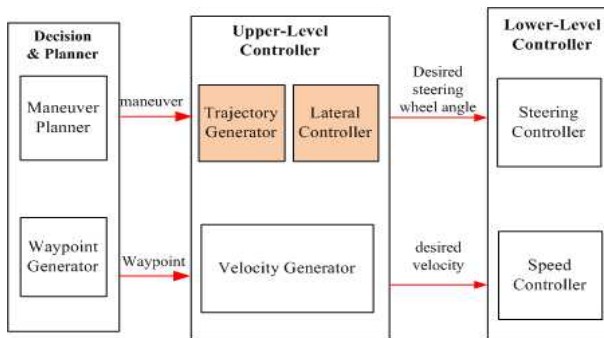 Decision
& Planner
Maneuver
Planner
Waypoint
Generator
maneuver
Waypoint
Upper-Level
Controller
Trajectory
Generator
Lateral
Controller
Velocity Generator
Desired
steering
wheel angle
desired
velocity
Lower-Level
Controller
Steering
Controller
Speed
Controller